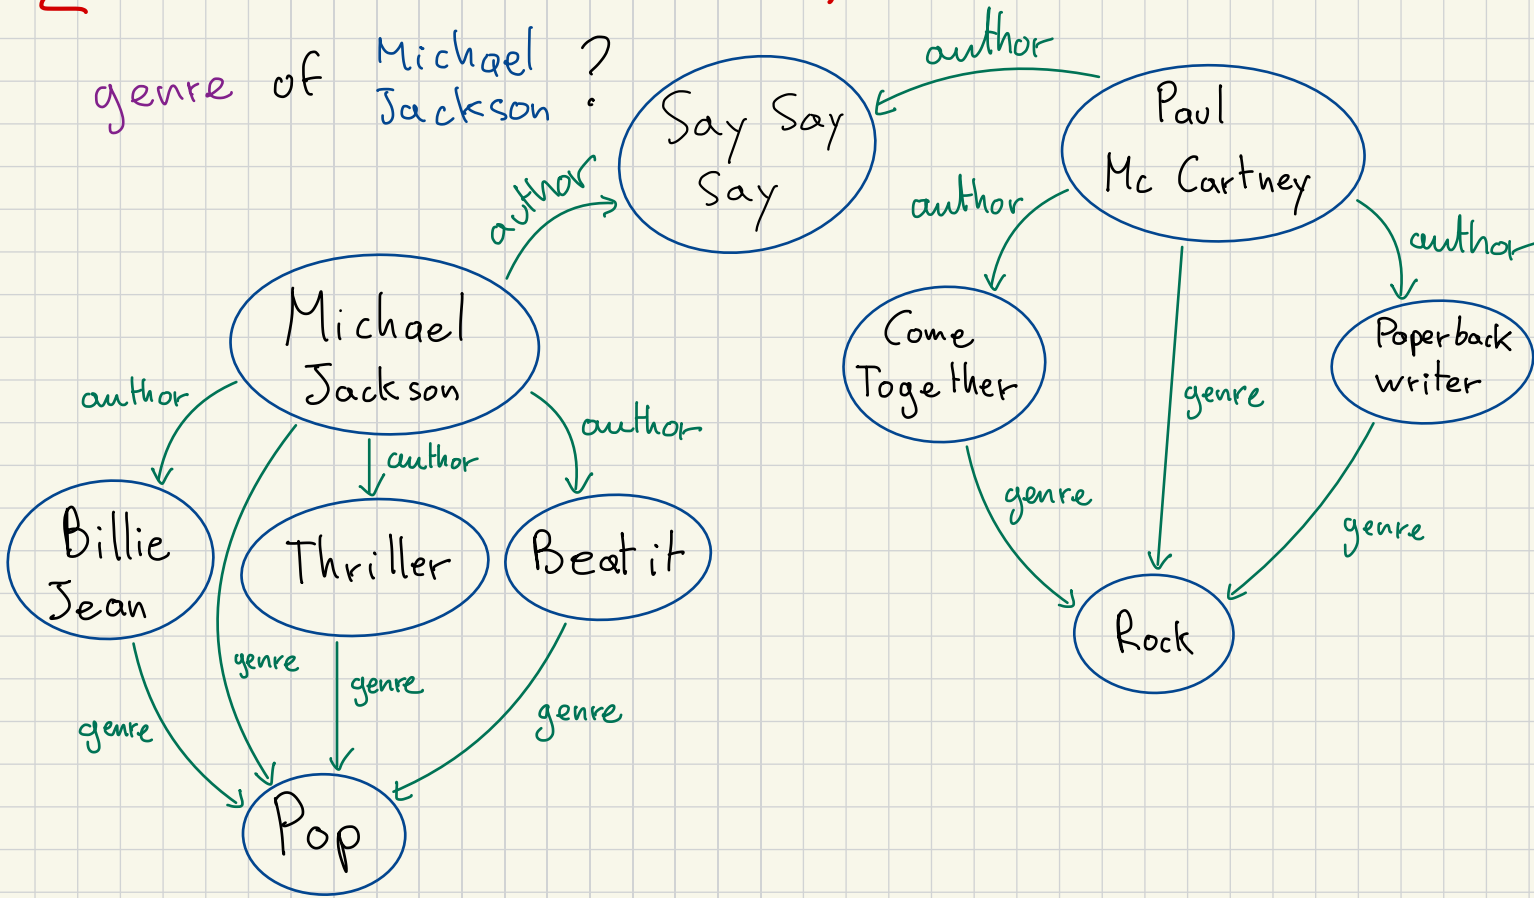 genre of Michael Jackson ?
author
Say Say
Say
Paul
Mc Cartney
author
author
author
Michael
Jackson
Come
Together
Paperback
writer
author
author
author
genre
genre
genre
Billie
Jean
Thriller
Beat it
Rock
genre
genre
genre
genre
Pop